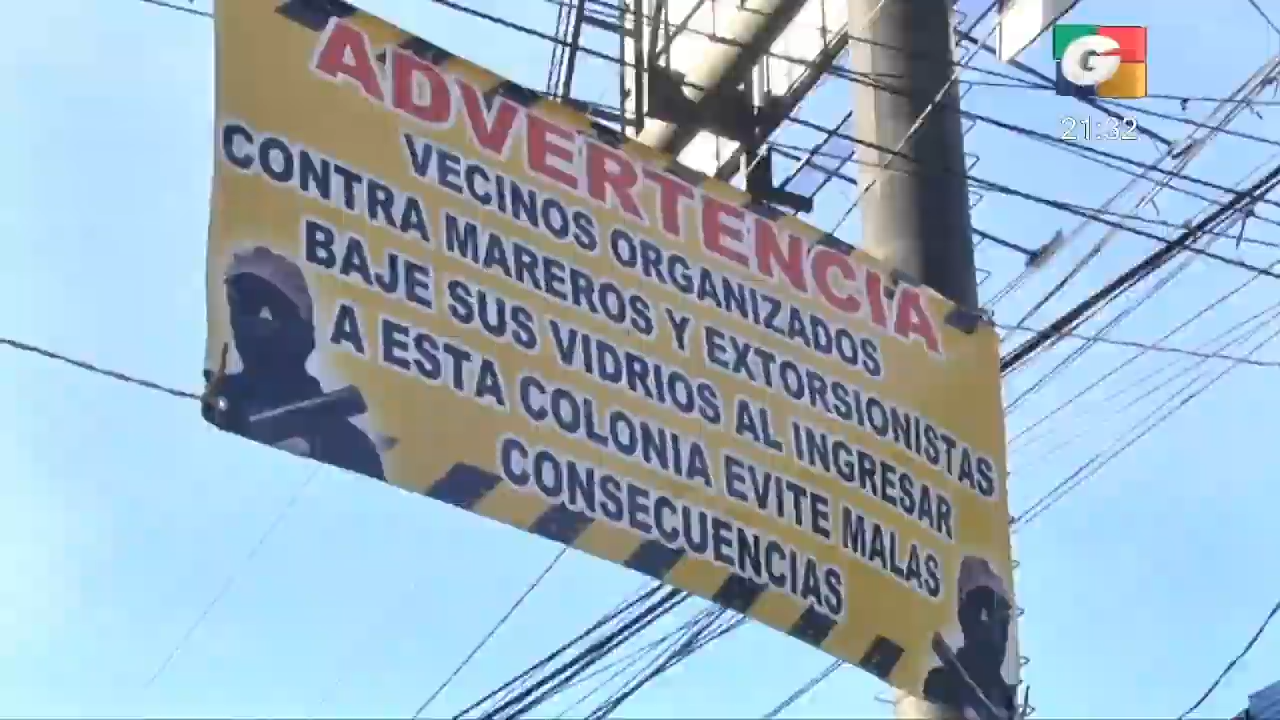 ADVERTENCIA
VECINOS ORGANIZADOS
CONTRA MAREROS Y EXTORSIONISTAS
BAJE SUS VIDRIOS AL INGRESAR
A ESTA COLONIA EVITE MALAS
CONSECUENCIAS
G
21:32